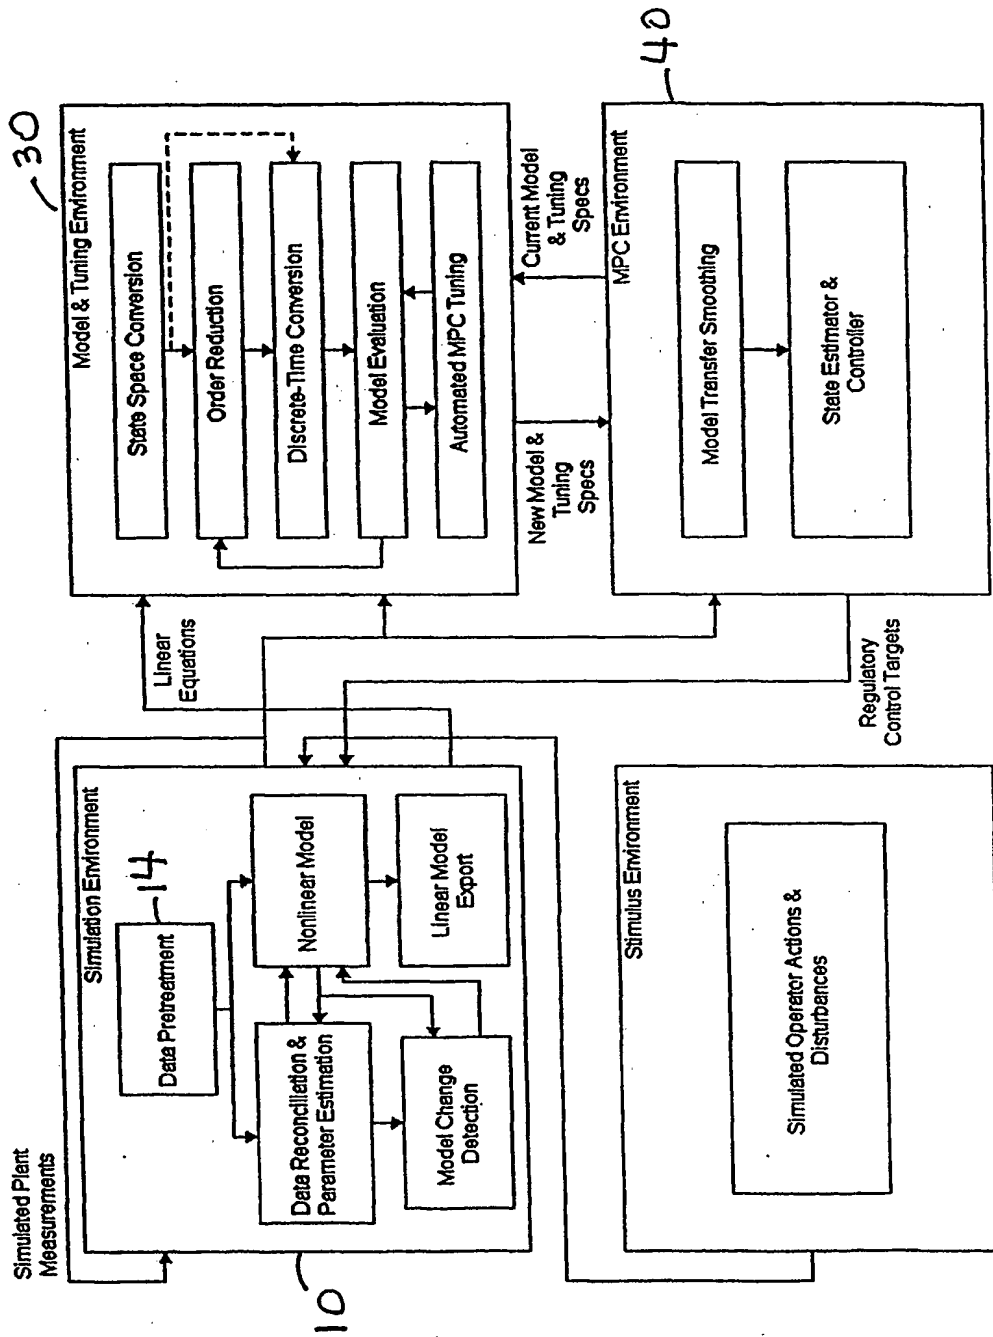 Simulated Plant
Measurements
10
Simulation Environment
Data Pretreatment
14
Data Reconciliation &
Parameter Estimation
Nonlinear Model
Model Change
Detection
Linear Model
Export
Linear
Equations
30
Model & Tuning Environment
State Space Conversion
Order Reduction
Discrete-Time Conversion
Model Evaluation
Automated MPC Tuning
New Model &
Tuning
Specs
Current Model
& Tuning
Specs
40
MPC Environment
Model Transfer Smoothing
State Estimator &
Controller
Regulatory
Control Targets
Stimulus Environment
Simulated Operator Actions &
Disturbances